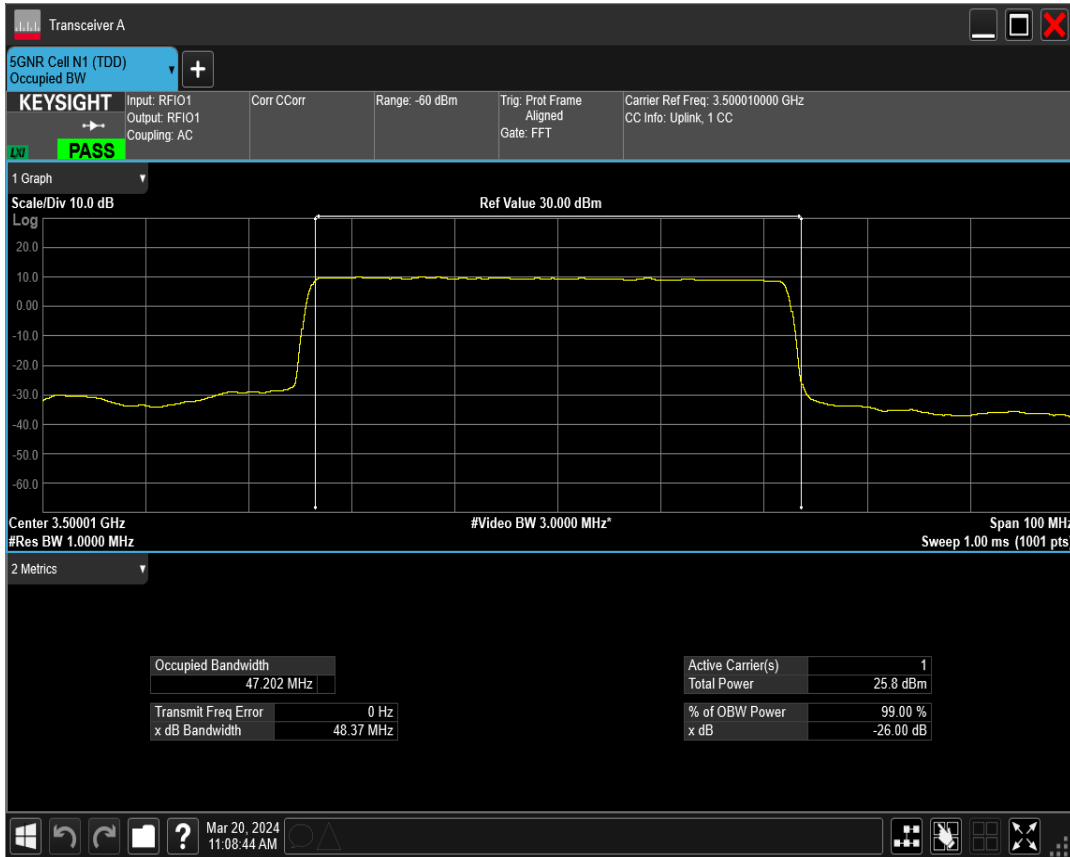 Transceiver A
5GNR Cell N1 (TDD)
Occupied BW
+
KEYSIGHT
LXI
PASS
Input: RFIO1
Output: RFIO1
Coupling: AC
Corr CCorr
Range: -60 dBm
Trig: Prot Frame
Aligned
Gate: FFT
Carrier Ref Freq: 3.500010000 GHz
CC Info: Uplink, 1 CC
1 Graph
Scale/Div 10.0 dB
Ref Value 30.00 dBm
Log
20.0
10.0
0.00
-10.0
-20.0
-30.0
-40.0
-50.0
-60.0
Center 3.50001 GHz
#Video BW 3.0000 MHz*
Span 100 MHz
#Res BW 1.0000 MHz
Sweep 1.00 ms (1001 pts)
2 Metrics
Occupied Bandwidth
47.202 MHz
Transmit Freq Error 0 Hz
x dB Bandwidth 48.37 MHz
Active Carrier(s) 1
Total Power 25.8 dBm
% of OBW Power 99.00 %
x dB -26.00 dB
?
Mar 20, 2024
11:08:44 AM